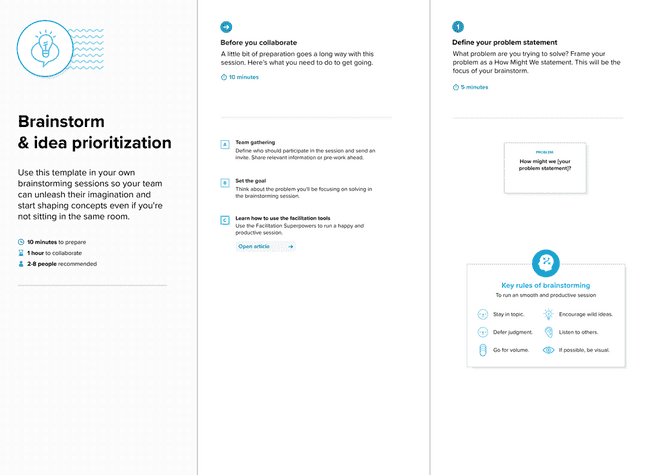 Brainstorm
& idea prioritization
Use this template in your own
brainstorming sessions so your team
can unleash their imagination and
start shaping concepts even if you're
not sitting in the same room.
10 minutes to prepare
1 hour to collaborate
2-8 people recommended
Before you collaborate
A little bit of preparation goes a long way with this
session. Here's what you need to do to get going.
10 minutes
A
Team gathering
Define who should participate in the session and send an
invite. Share relevant information or pre-work ahead.
B
Set the goal
Think about the problem you'll be focusing on solving in
the brainstorming session.
C
Learn how to use the facilitation tools
Use the Facilitation Superpowers to run a happy and
productive session.
Open article
1
Define your problem statement
What problem are you trying to solve? Frame your
problem as a How Might We statement. This will be the
focus of your brainstorm.
5 minutes
PROBLEM
How might we [your
problem statement]?
Key rules of brainstorming
To run an smooth and productive session
Stay in topic.
Encourage wild ideas.
Defer judgment.
Listen to others.
Go for volume.
If possible, be visual.